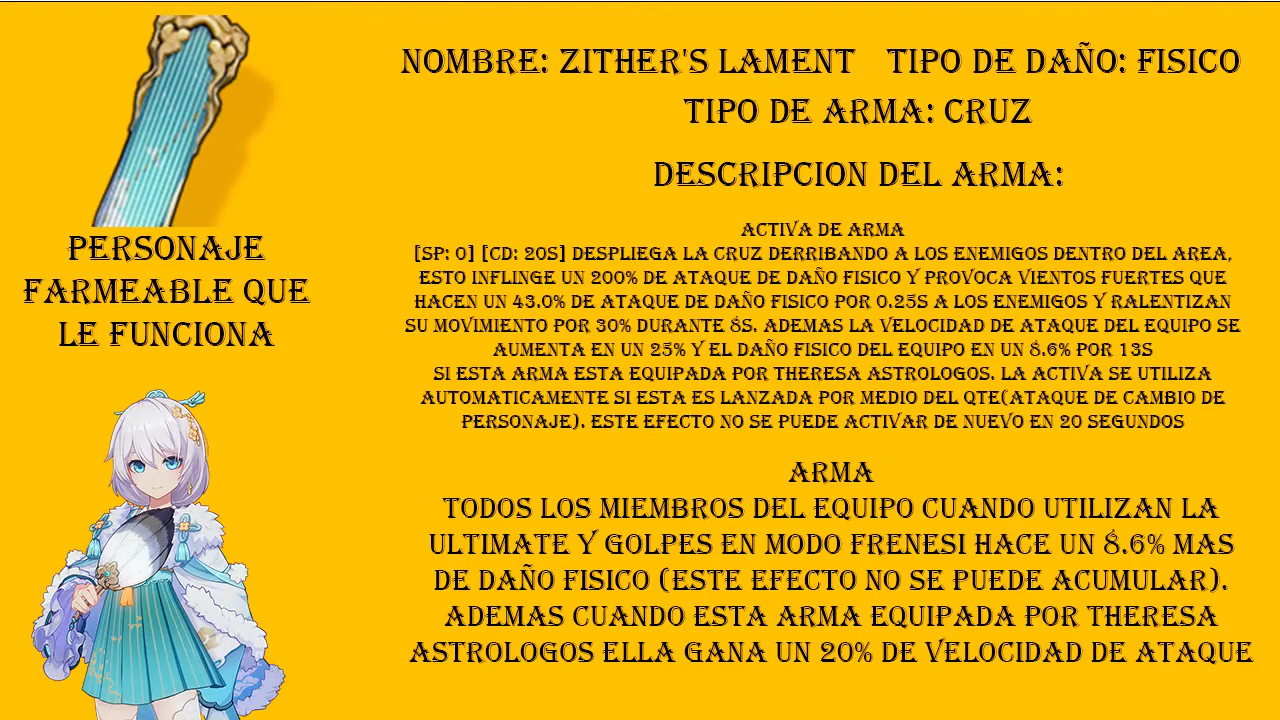 NOMBRE: ZITHER'S LAMENT TIPO DE DAÑO: FISICO
TIPO DE ARMA: CRUZ
DESCRIPCION DEL ARMA:
ACTIVA DE ARMA
[SP: 0] [CD: 20S] DESPLIEGA LA CRUZ DERRIBANDO A LOS ENEMIGOS DENTRO DEL AREA,
ESTO INFLINGE UN 200% DE ATAQUE DE DAÑO FISICO Y PROVOCA VIENTOS FUERTES QUE
HACEN UN 43.0% DE ATAQUE DE DAÑO FISICO POR 0.25S A LOS ENEMIGOS Y RALENTIZAN
SU MOVIMIENTO POR 30% DURANTE 8S. ADEMAS LA VELOCIDAD DE ATAQUE DEL EQUIPO SE
AUMENTA EN UN 25% Y EL DAÑO FISICO DEL EQUIPO EN UN 8.6% POR 13S
SI ESTA ARMA ESTA EQUIPADA POR THERESA ASTROLOGOS. LA ACTIVA SE UTILIZA
AUTOMATICAMENTE SI ESTA ES LANZADA POR MEDIO DEL QTE(ATAQUE DE CAMBIO DE
PERSONAJE). ESTE EFECTO NO SE PUEDE ACTIVAR DE NUEVO EN 20 SEGUNDOS
ARMA
TODOS LOS MIEMBROS DEL EQUIPO CUANDO UTILIZAN LA
ULTIMATE Y GOLPES EN MODO FRENESI HACE UN 8.6% MAS
DE DAÑO FISICO (ESTE EFECTO NO SE PUEDE ACUMULAR).
ADEMAS CUANDO ESTA ARMA EQUIPADA POR THERESA
ASTROLOGOS ELLA GANA UN 20% DE VELOCIDAD DE ATAQUE
PERSONAJE
FARMEABLE QUE
LE FUNCIONA